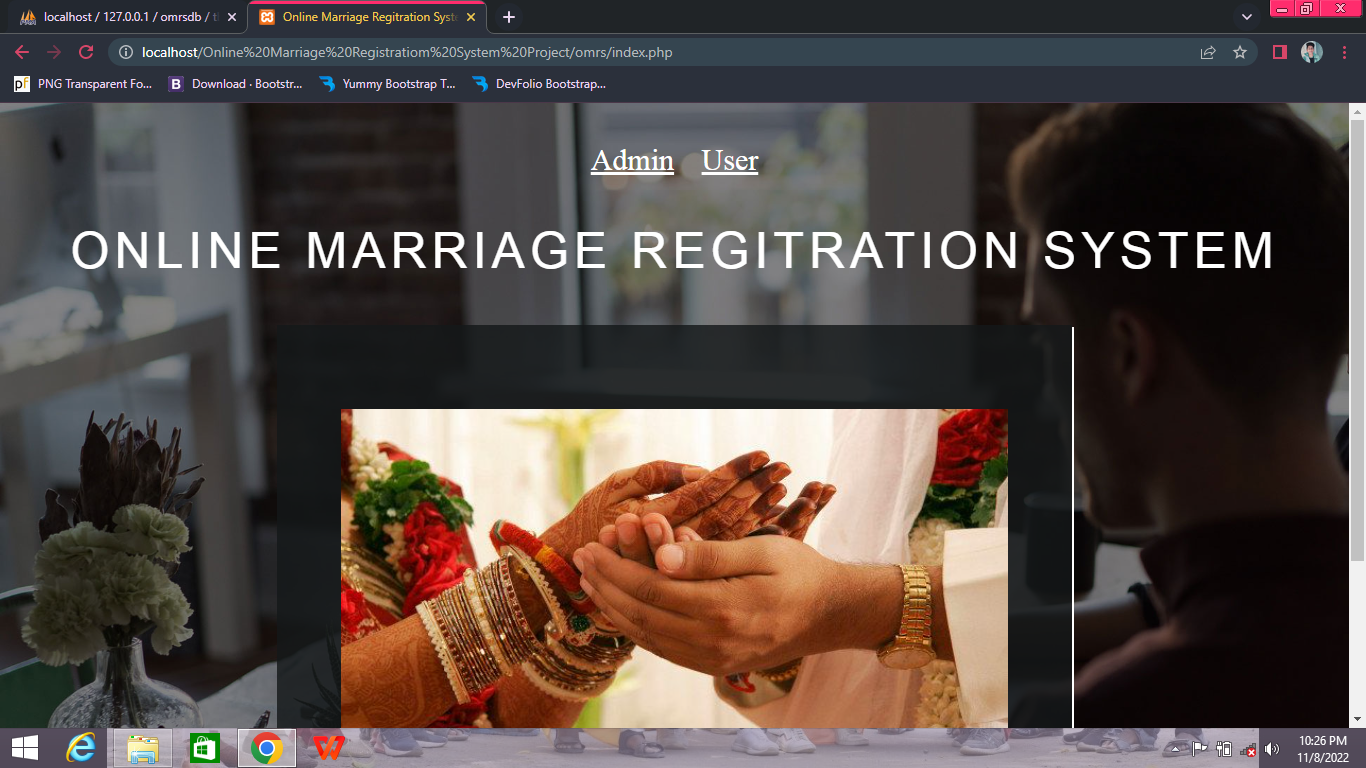 localhost / 127.0.0.1 / omrsdb / t
Online Marriage Regitration Syst
localhost/Online%20Marriage%20Registratiom%20System%20Project/omrs/index.php
pf PNG Transparent Fo...
B Download · Bootstr...
Yummy Bootstrap T...
DevFolio Bootstrap...
Admin User
ONLINE MARRIAGE REGITRATION SYSTEM
10:26 PM
11/8/2022